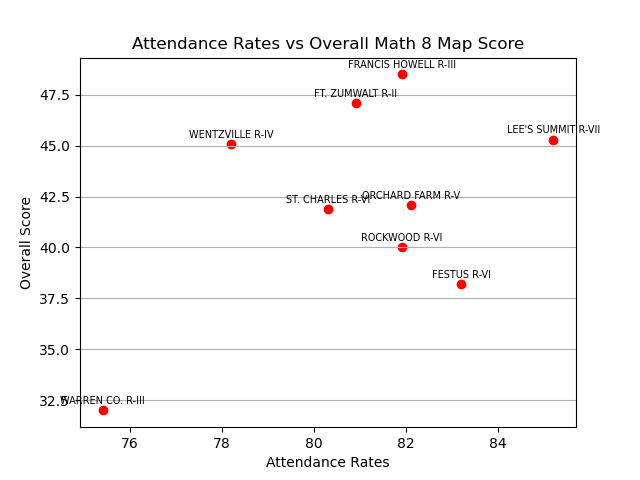 Attendance Rates vs Overall Math 8 Map Score
FRANCIS HOWELL R-III
FT. ZUMWALT R-II
LEE'S SUMMIT R-VII
WENTZVILLE R-IV
ST. CHARLES R-VI
ORCHARD FARM R-V
ROCKWOOD R-VI
FESTUS R-VI
WARREN CO. R-III
47.5
45.0
42.5
40.0
37.5
35.0
32.5
Overall Score
76 78 80 82 84
Attendance Rates